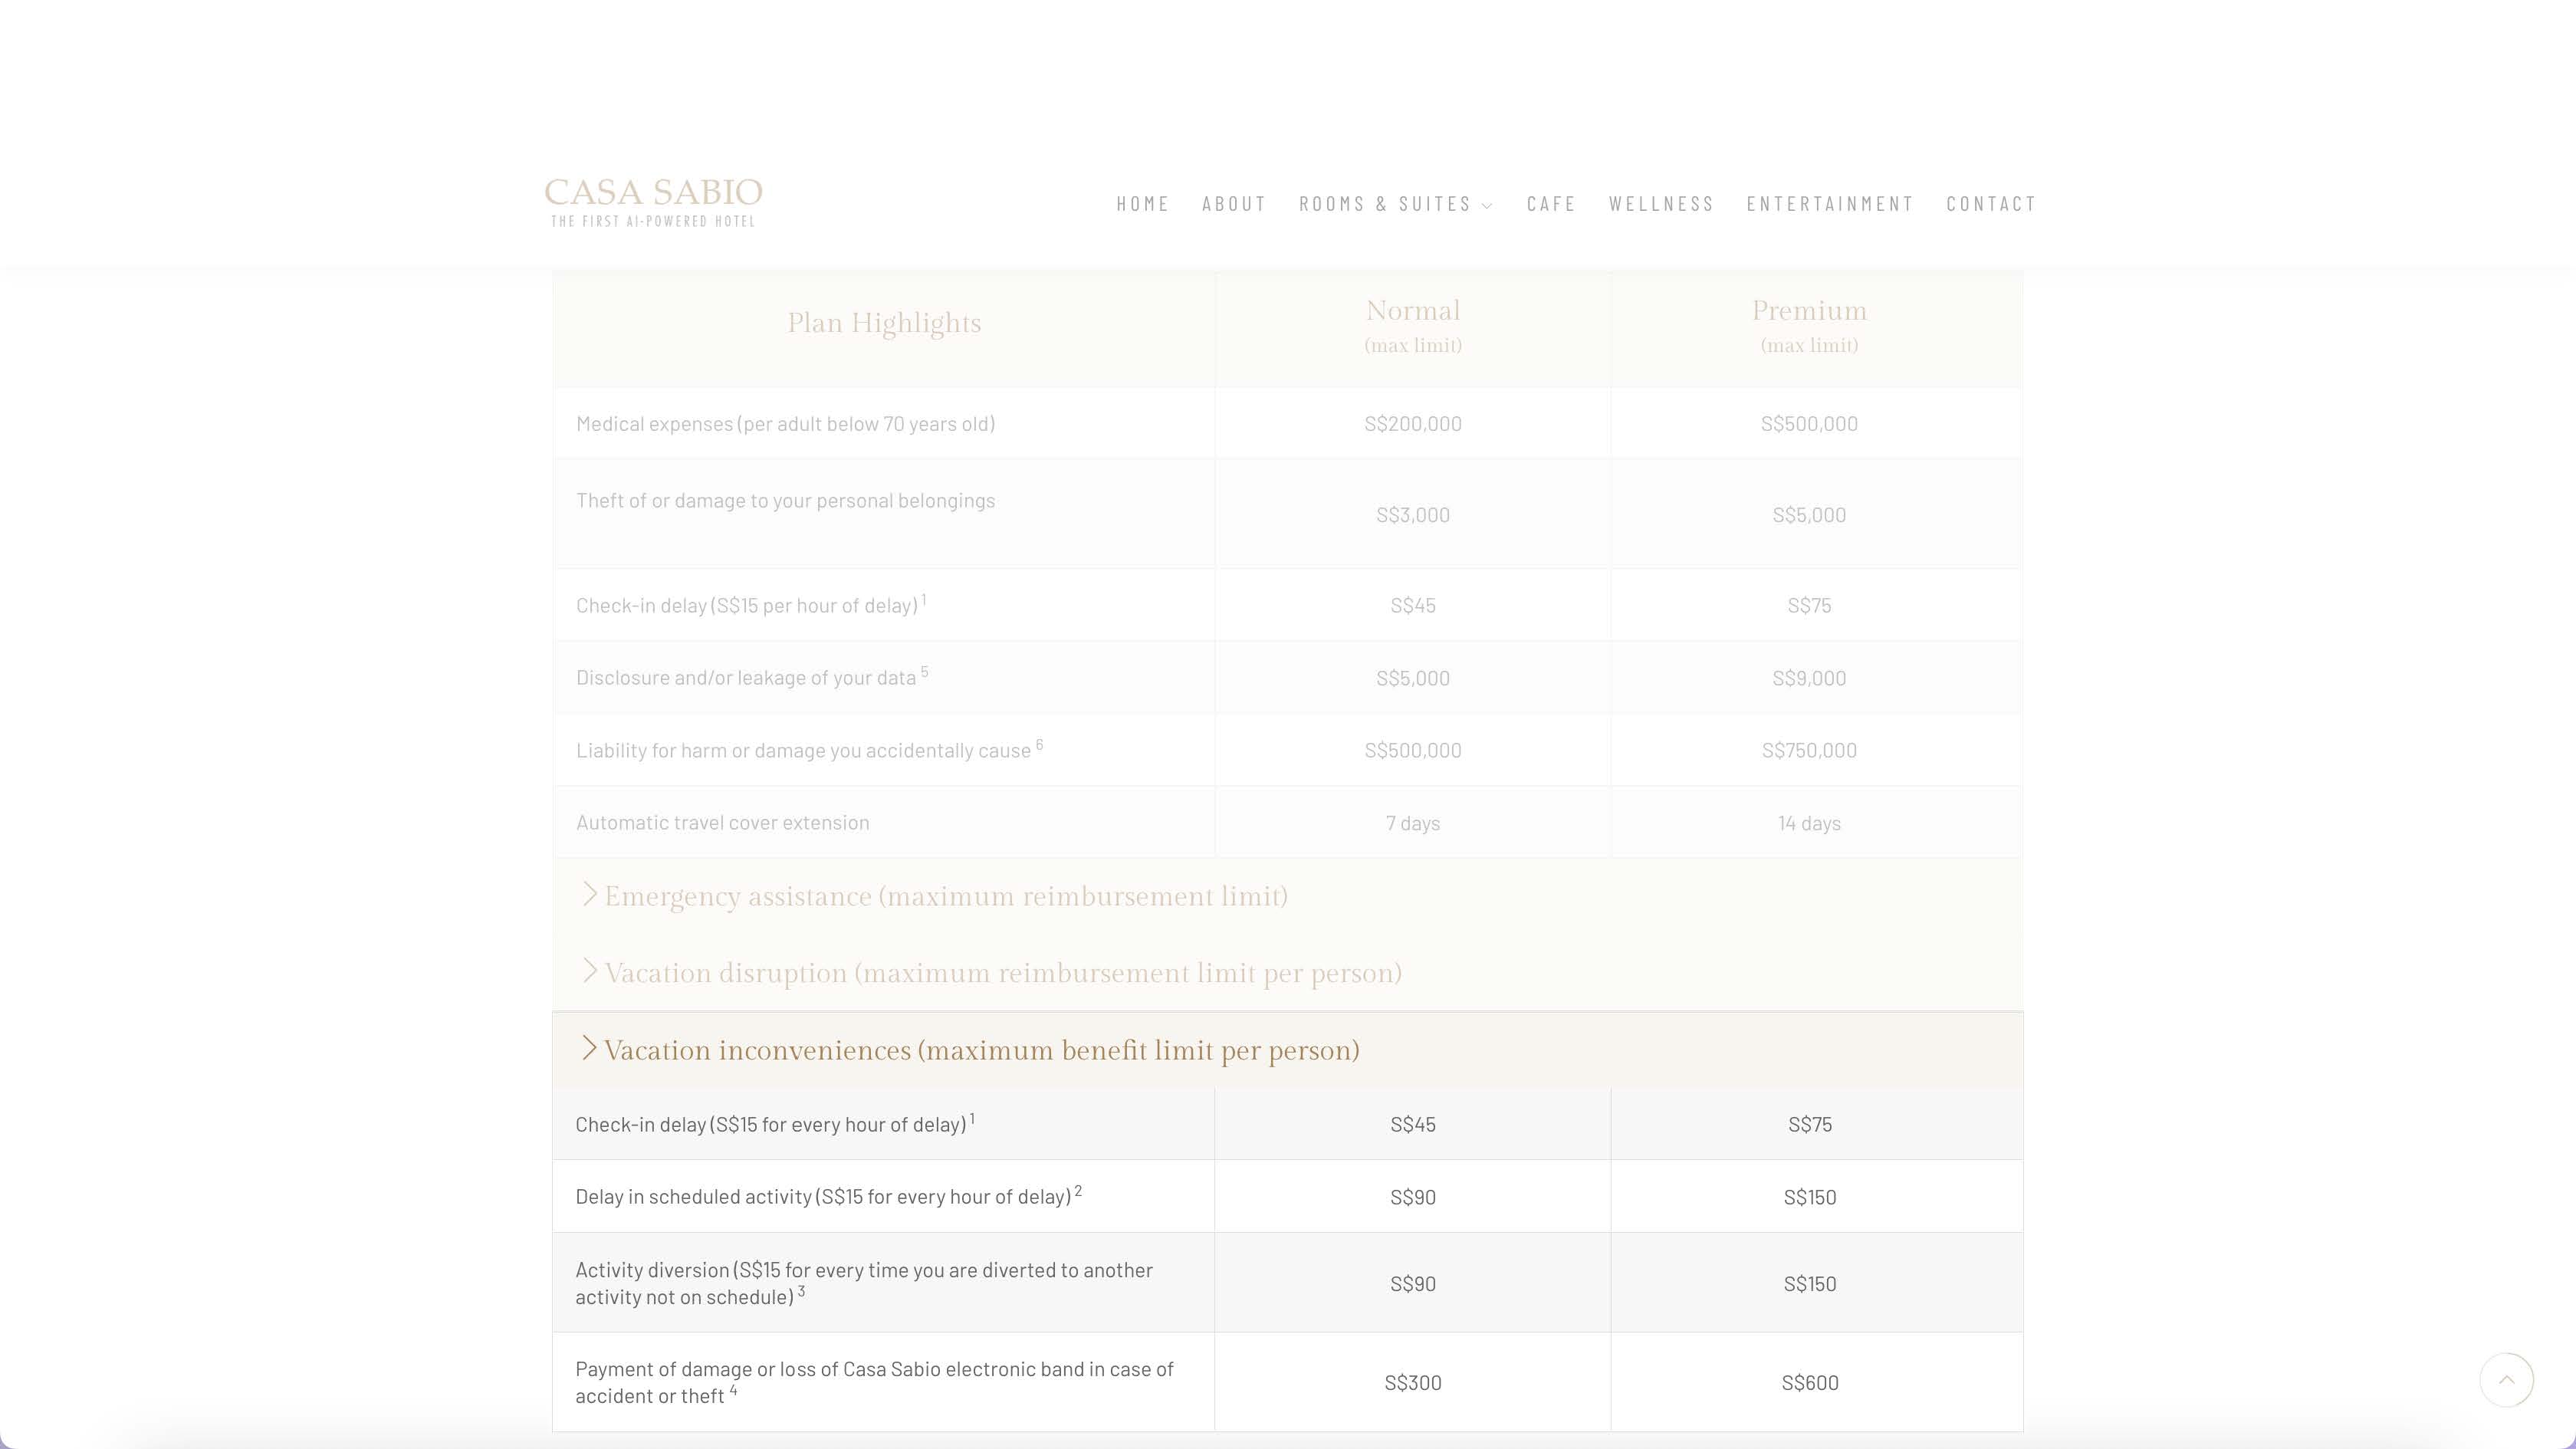 CASA SABIO
THE FIRST AI-POWERED HOTEL
HOME ABOUT ROOMS & SUITES CAFE WELLNESS ENTERTAINMENT CONTACT
Plan Highlights
Normal
(max limit)
Premium
(max limit)
Medical expenses (per adult below 70 years old) S$200,000 S$500,000
Theft of or damage to your personal belongings S$3,000 S$5,000
Check-in delay (S$15 per hour of delay) 1 S$45 S$75
Disclosure and/or leakage of your data 5 S$5,000 S$9,000
Liability for harm or damage you accidentally cause 6 S$500,000 S$750,000
Automatic travel cover extension 7 days 14 days
Emergency assistance (maximum reimbursement limit)
Vacation disruption (maximum reimbursement limit per person)
Vacation inconveniences (maximum benefit limit per person)
Check-in delay (S$15 for every hour of delay) 1 S$45 S$75
Delay in scheduled activity (S$15 for every hour of delay) 2 S$90 S$150
Activity diversion (S$15 for every time you are diverted to another
activity not on schedule) 3 S$90 S$150
Payment of damage or loss of Casa Sabio electronic band in case of
accident or theft 4 S$300 S$600